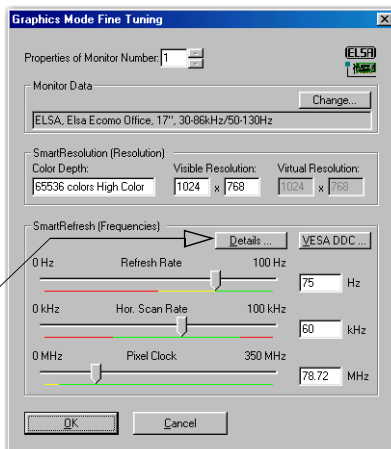 Graphics Mode Fine Tuning
Properties of Monitor Number: 1
ELSA
Monitor Data
Change...
ELSA, Elsa Ecomo Office, 17", 30-86kHz/50-130Hz
SmartResolution (Resolution)
Color Depth: Visible Resolution: Virtual Resolution:
65536 colors High Color 1024 x 768 1024 x 768
SmartRefresh (Frequencies)
Details ... VESA DDC ...
0 Hz Refresh Rate 100 Hz
75 Hz
0 kHz Hor. Scan Rate 100 kHz
60 kHz
0 MHz Pixel Clock 350 MHz
78.72 MHz
OK Cancel